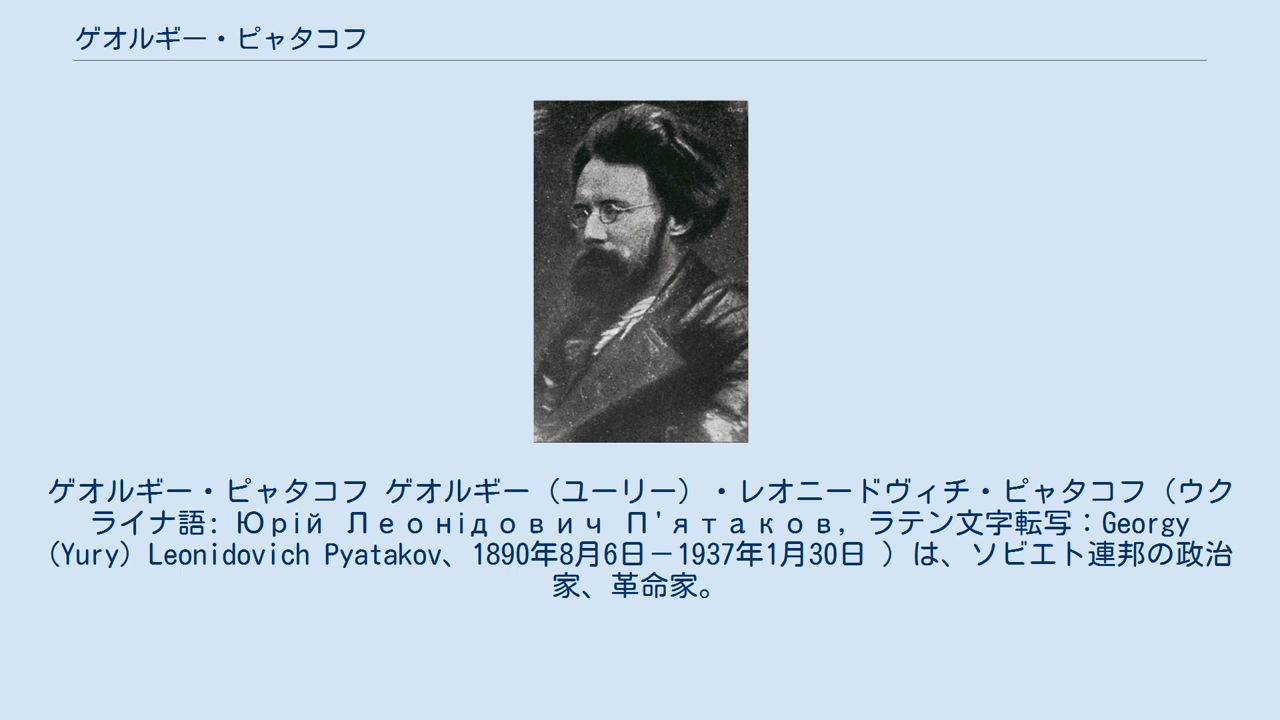 ゲオルギー・ピャタコフ
ゲオルギー・ピャタコフ ゲオルギー（ユーリー）・レオニードヴィチ・ピャタコフ（ウク
ライナ語: Юрій Леонідович П'ятаков, ラテン文字転写：Georgy
(Yury) Leonidovich Pyatakov、1890年8月6日－1937年1月30日 ）は、ソビエト連邦の政治
家、革命家。